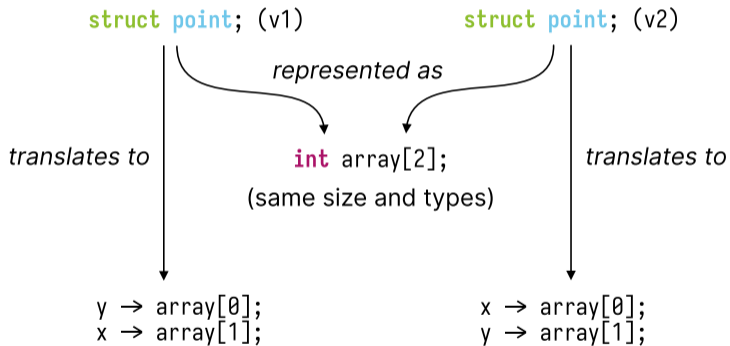 struct point; (v1)
struct point; (v2)
represented as
translates to
int array[2];
translates to
(same size and types)
y → array[0];
x → array[1];
x → array[0];
y → array[1];